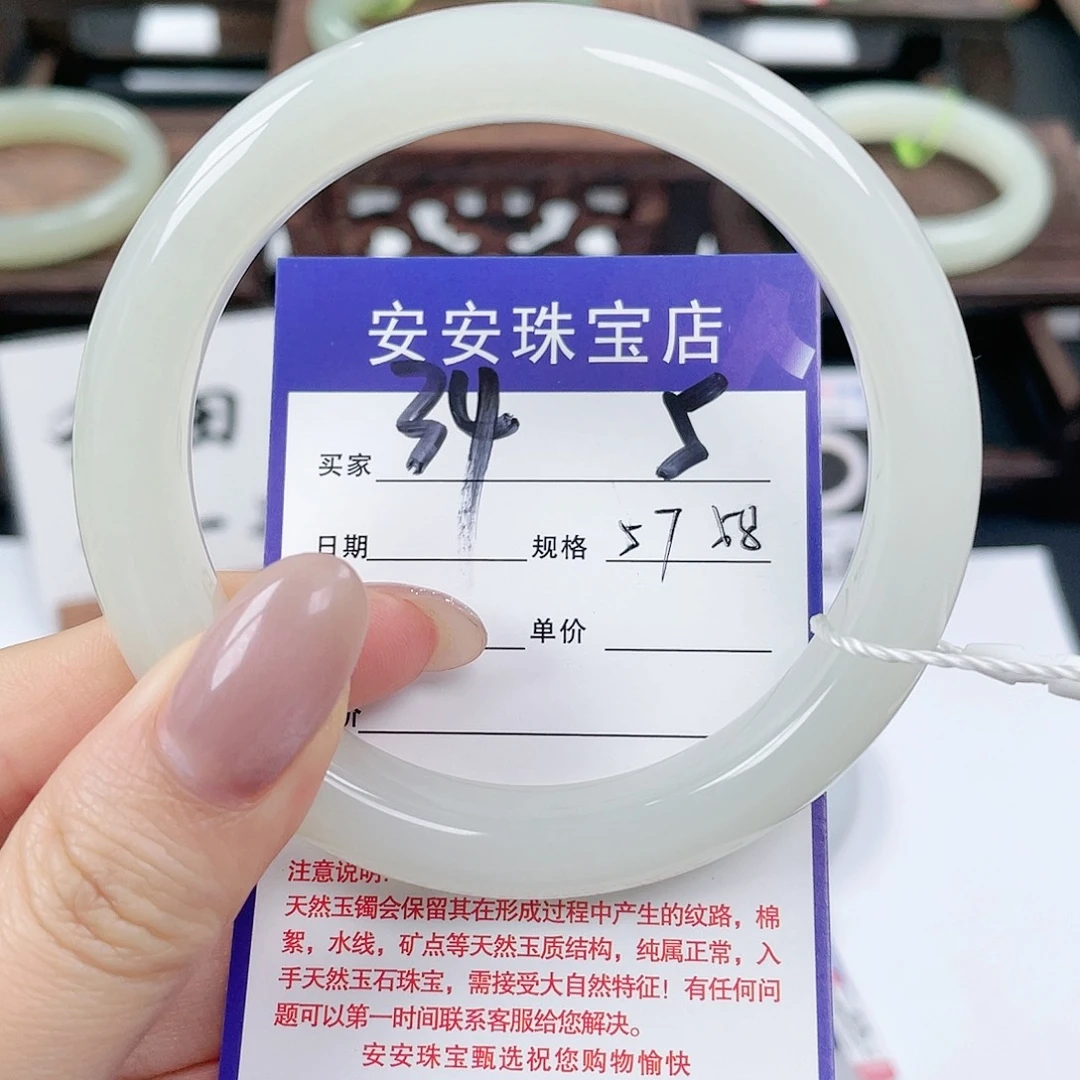 安安珠宝店
34 5
买家
日期 规格 57 58
单价
价
注意说明:
天然玉镯会保留其在形成过程中产生的纹路，棉
絮，水线，矿点等天然玉质结构，纯属正常，入
手天然玉石珠宝，需接受大自然特征！有任何问
题可以第一时间联系客服给您解决。
安安珠宝甄选祝您购物愉快